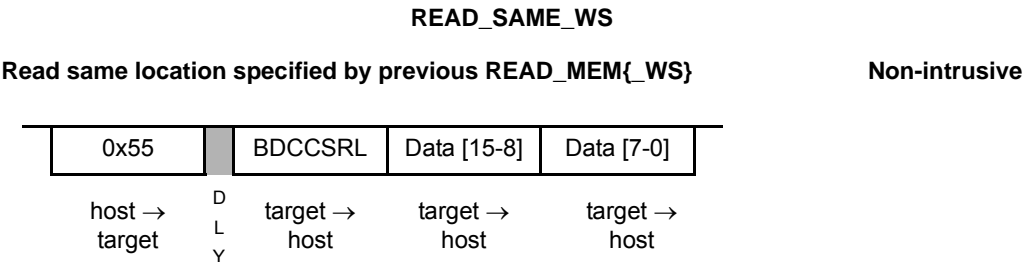 READ_SAME_WS
Read same location specified by previous READ_MEM{_WS} Non-intrusive
0x55 BDCCSRL Data [15-8] Data [7-0]
host → target D L Y target → host target → host target → host